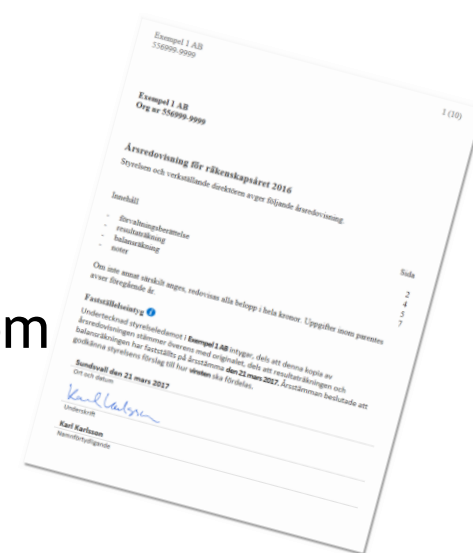 Exempel 1 AB
556999-9999
1 (10)
Exempel 1 AB
Org nr 556999-9999
Årsredovisning för räkenskapsåret 2016
Styrelsen och verkställande direktören avger följande årsredovisning.
Innehåll
Sida
- förvaltningsberättelse 2
- resultaträkning 4
- balansräkning 5
- noter 7
Om inte annat särskilt anges, redovisas alla belopp i hela kronor. Uppgifter inom parentes
avser föregående år.
Fastställelseintyg
Undertecknad styrelseledamot i Exempel 1 AB intygar, dels att denna kopia av
årsredovisningen stämmer överens med originalet, dels att resultaträkningen och
balansräkningen har fastställts på årsstämma den 21 mars 2017. Årsstämman beslutade att
godkänna styrelsens förslag till hur vinsten ska fördelas.
Sundsvall den 21 mars 2017
Ort och datum
Karl Karlsson
Underskrift
Karl Karlsson
Namnförtydligande
m